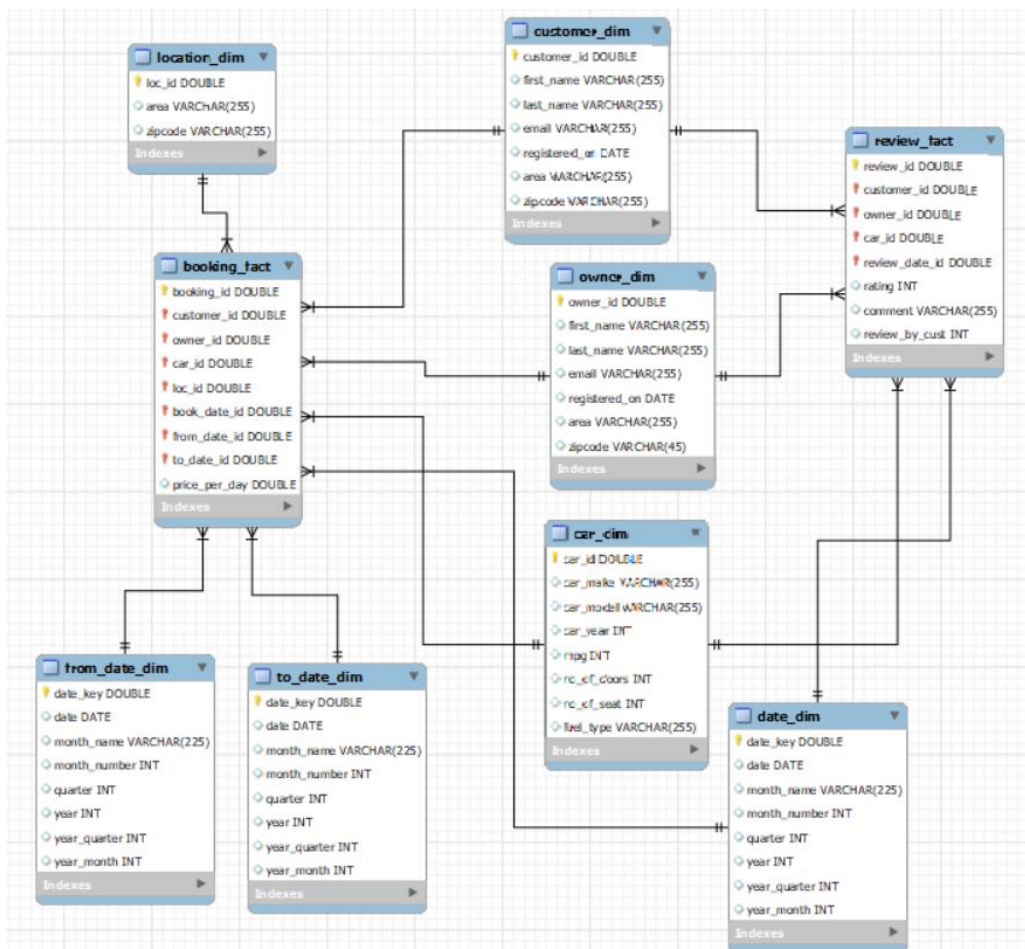 location_dim
loc_id DOUBLE
area VARCHAR(255)
zipcode VARCHAR(255)
Indexes
customer_dim
customer_id DOUBLE
first_name VARCHAR(255)
last_name VARCHAR(255)
email VARCHAR(255)
registered_on DATE
area VARCHAR(255)
zipcode VARCHAR(255)
Indexes
review_fact
review_id DOUBLE
customer_id DOUBLE
owner_id DOUBLE
car_id DOUBLE
review_date_id DOUBLE
rating INT
comment VARCHAR(255)
review_by_cust INT
Indexes
booking_fact
booking_id DOUBLE
customer_id DOUBLE
owner_id DOUBLE
car_id DOUBLE
loc_id DOUBLE
book_date_id DOUBLE
from_date_id DOUBLE
to_date_id DOUBLE
price_per_day DOUBLE
Indexes
owner_dim
owner_id DOUBLE
first_name VARCHAR(255)
last_name VARCHAR(255)
email VARCHAR(255)
registered_on DATE
area VARCHAR(255)
zipcode VARCHAR(45)
Indexes
car_dim
car_id DOUBLE
car_make VARCHAR(255)
car_model VARCHAR(255)
car_year INT
mpg INT
no_of_doors INT
no_of_seat INT
fuel_type VARCHAR(255)
Indexes
from_date_dim
date_key DOUBLE
date DATE
month_name VARCHAR(225)
month_number INT
quarter INT
year INT
year_quarter INT
year_month INT
Indexes
to_date_dim
date_key DOUBLE
date DATE
month_name VARCHAR(225)
month_number INT
quarter INT
year INT
year_quarter INT
year_month INT
Indexes
date_dim
date_key DOUBLE
date DATE
month_name VARCHAR(225)
month_number INT
quarter INT
year INT
year_quarter INT
year_month INT
Indexes